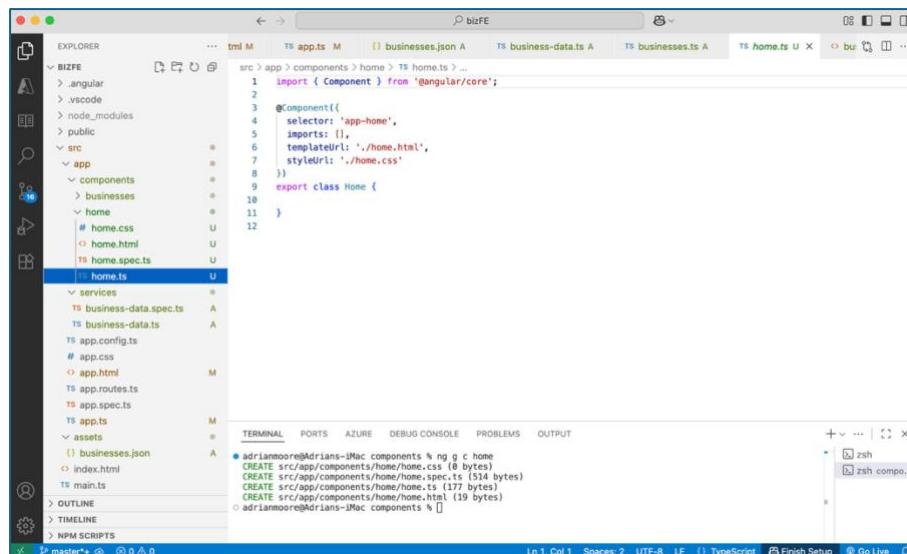 bizFE
EXPLORER
...
tml M
TS app.ts M
{} businesses.json A
TS business-data.ts A
TS businesses.ts A
TS home.ts U
<> bu
BIZFE
.angular
.vscode
node_modules
public
src
app
components
businesses
home
# home.css U
<> home.html U
TS home.spec.ts U
TS home.ts U
services
TS business-data.spec.ts A
TS business-data.ts A
TS app.config.ts
# app.css
<> app.html M
TS app.routes.ts
TS app.spec.ts
TS app.ts M
assets
{} businesses.json A
<> index.html
TS main.ts
OUTLINE
TIMELINE
NPM SCRIPTS
16
src > app > components > home > TS home.ts > ...
1 import { Component } from '@angular/core';
2
3 @Component({
4 selector: 'app-home',
5 imports: [],
6 templateUrl: './home.html',
7 styleUrl: './home.css'
8 })
9 export class Home {
10
11 }
12
TERMINAL PORTS AZURE DEBUG CONSOLE PROBLEMS OUTPUT
adrianmoore@Adrians-iMac components % ng g c home
CREATE src/app/components/home/home.css (0 bytes)
CREATE src/app/components/home/home.spec.ts (514 bytes)
CREATE src/app/components/home/home.ts (177 bytes)
CREATE src/app/components/home/home.html (19 bytes)
adrianmoore@Adrians-iMac components %
zsh
zsh compo...
master*+ 0 0 Ln 1, Col 1 Spaces: 2 UTF-8 LF {} TypeScript Finish Setup Go Live